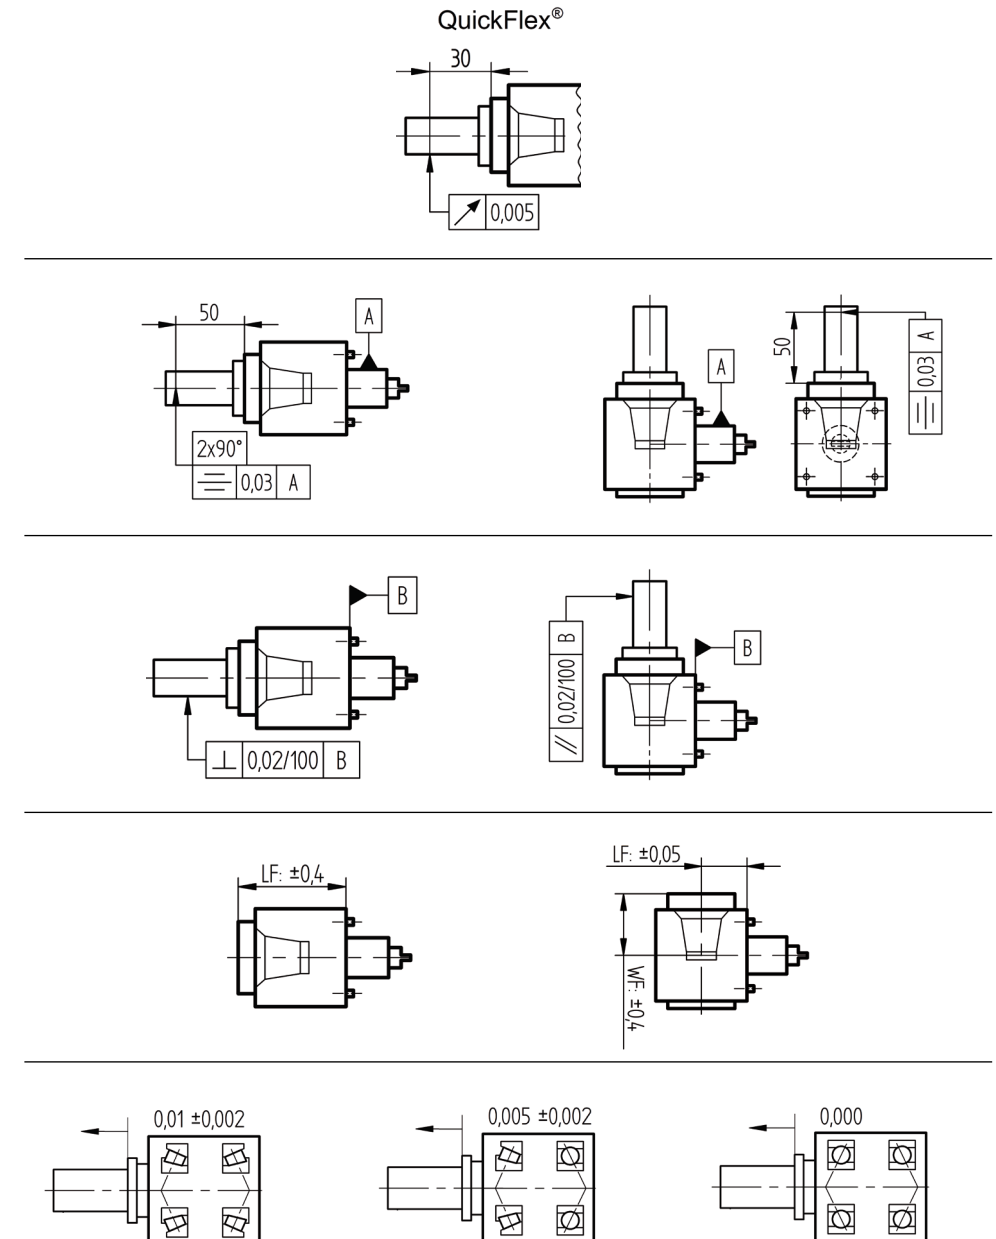 QuickFlex®
30
0,005
50
A
2x90°
0,03 A
A
50
0,03 A
B
0,02/100 B
B
0,02/100 B
LF: ±0,4
LF: ±0,05
WF: ±0,4
0,01 ±0,002
0,005 ±0,002
0,000